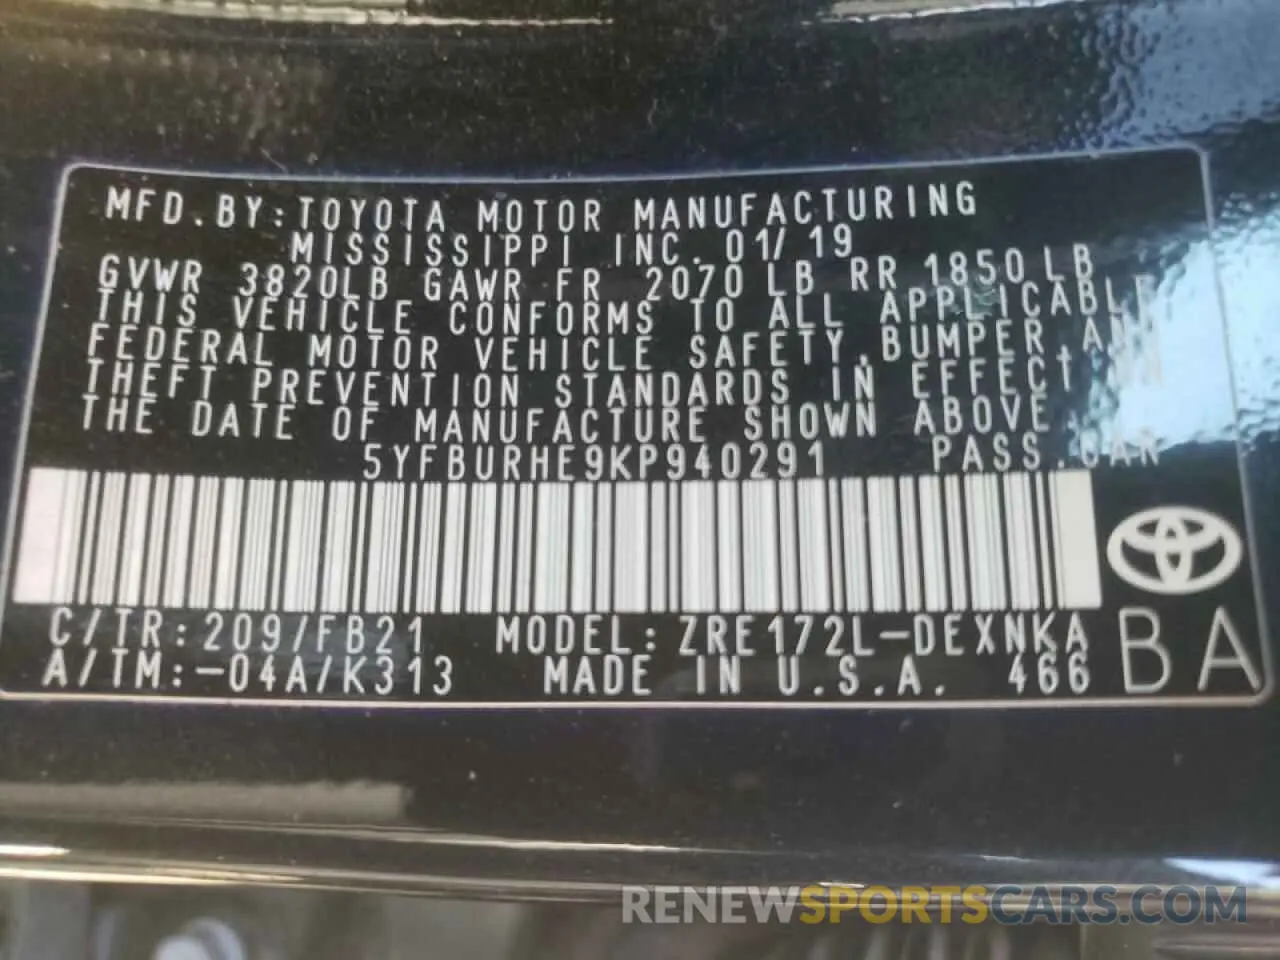 MFD.BY:TOYOTA MOTOR MANUFACTURING
MISSISSIPPI INC. 01/19
GVWR 3820LB GAWR FR 2070LB RR 1850LB
THIS VEHICLE CONFORMS TO ALL APPLICABLE
FEDERAL MOTOR VEHICLE SAFETY,BUMPER,AND
THEFT PREVENTION STANDARDS IN EFFECT ON
THE DATE OF MANUFACTURE SHOWN ABOVE.
5YFBURHE9KP940291 PASS.CAR
C/TR:209/FB21 MODEL:ZRE172L-DEXNKA
A/TM:-04A/K313 MADE IN U.S.A. 466
BA
RENEWSPORTSCARS.COM